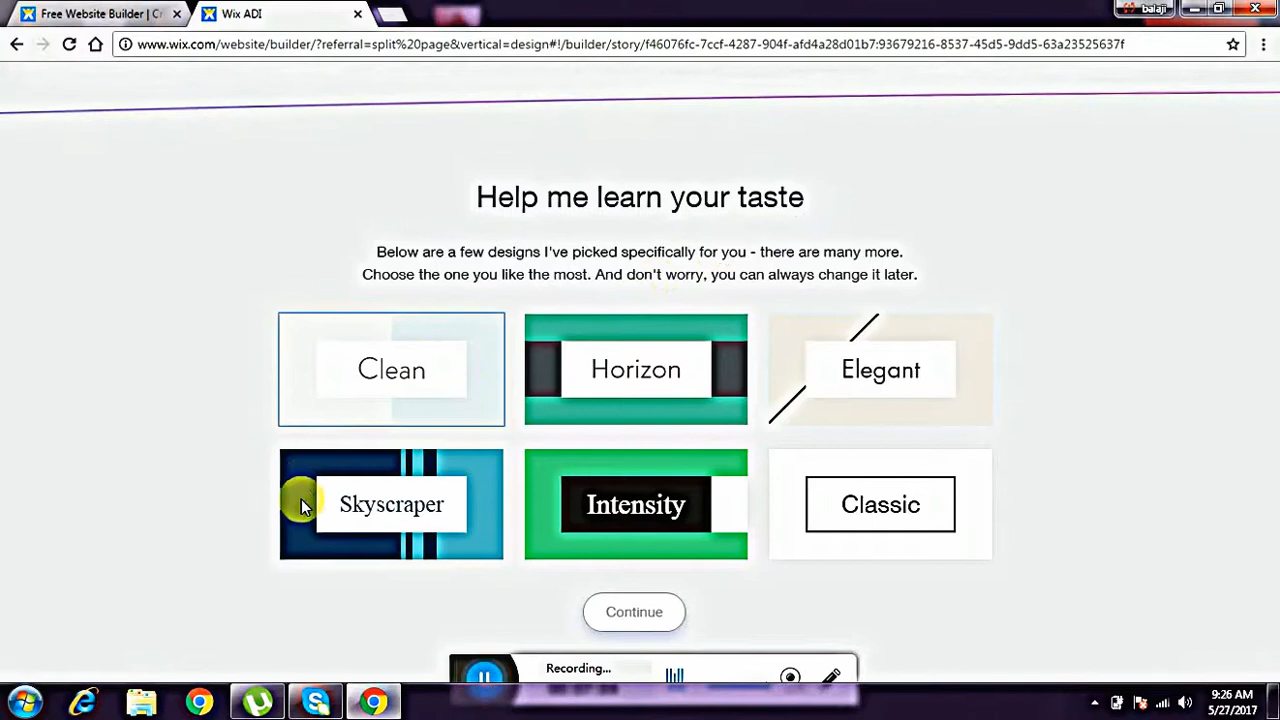 Free Website Builder | Cr
Wix ADI
balaji
www.wix.com/website/builder/?referral=split%20page&vertical=design#!/builder/story/f46076fc-7ccf-4287-904f-afd4a28d01b7:93679216-8537-45d5-9dd5-63a23525637f
Help me learn your taste
Below are a few designs I've picked specifically for you - there are many more.
Choose the one you like the most. And don't worry, you can always change it later.
Clean
Horizon
Elegant
Skyscraper
Intensity
Classic
Continue
Recording...
9:26 AM
5/27/2017